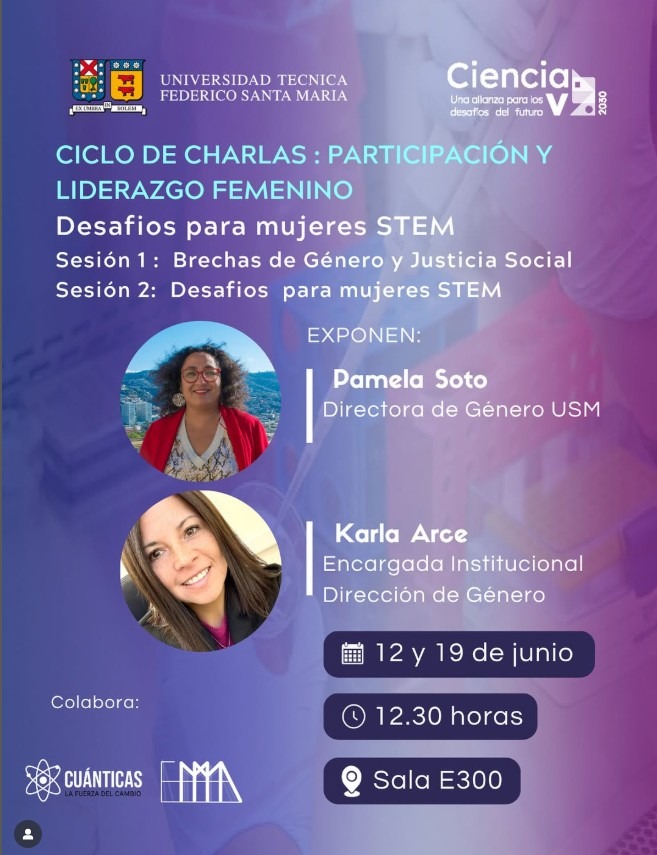 UNIVERSIDAD TECNICA
FEDERICO SANTA MARIA
EX UMBRA IN SOLEM
Ciencia
Una alianza para los
desafíos del futuro
V
2030
CICLO DE CHARLAS : PARTICIPACIÓN Y
LIDERAZGO FEMENINO
Desafios para mujeres STEM
Sesión 1 : Brechas de Género y Justicia Social
Sesión 2: Desafios para mujeres STEM
EXPONEN:
Pamela Soto
Directora de Género USM
Karla Arce
Encargada Institucional
Dirección de Género
12 y 19 de junio
12.30 horas
Sala E300
Colabora:
CUÁNTICAS
LA FUERZA DEL CAMBIO
EMMA